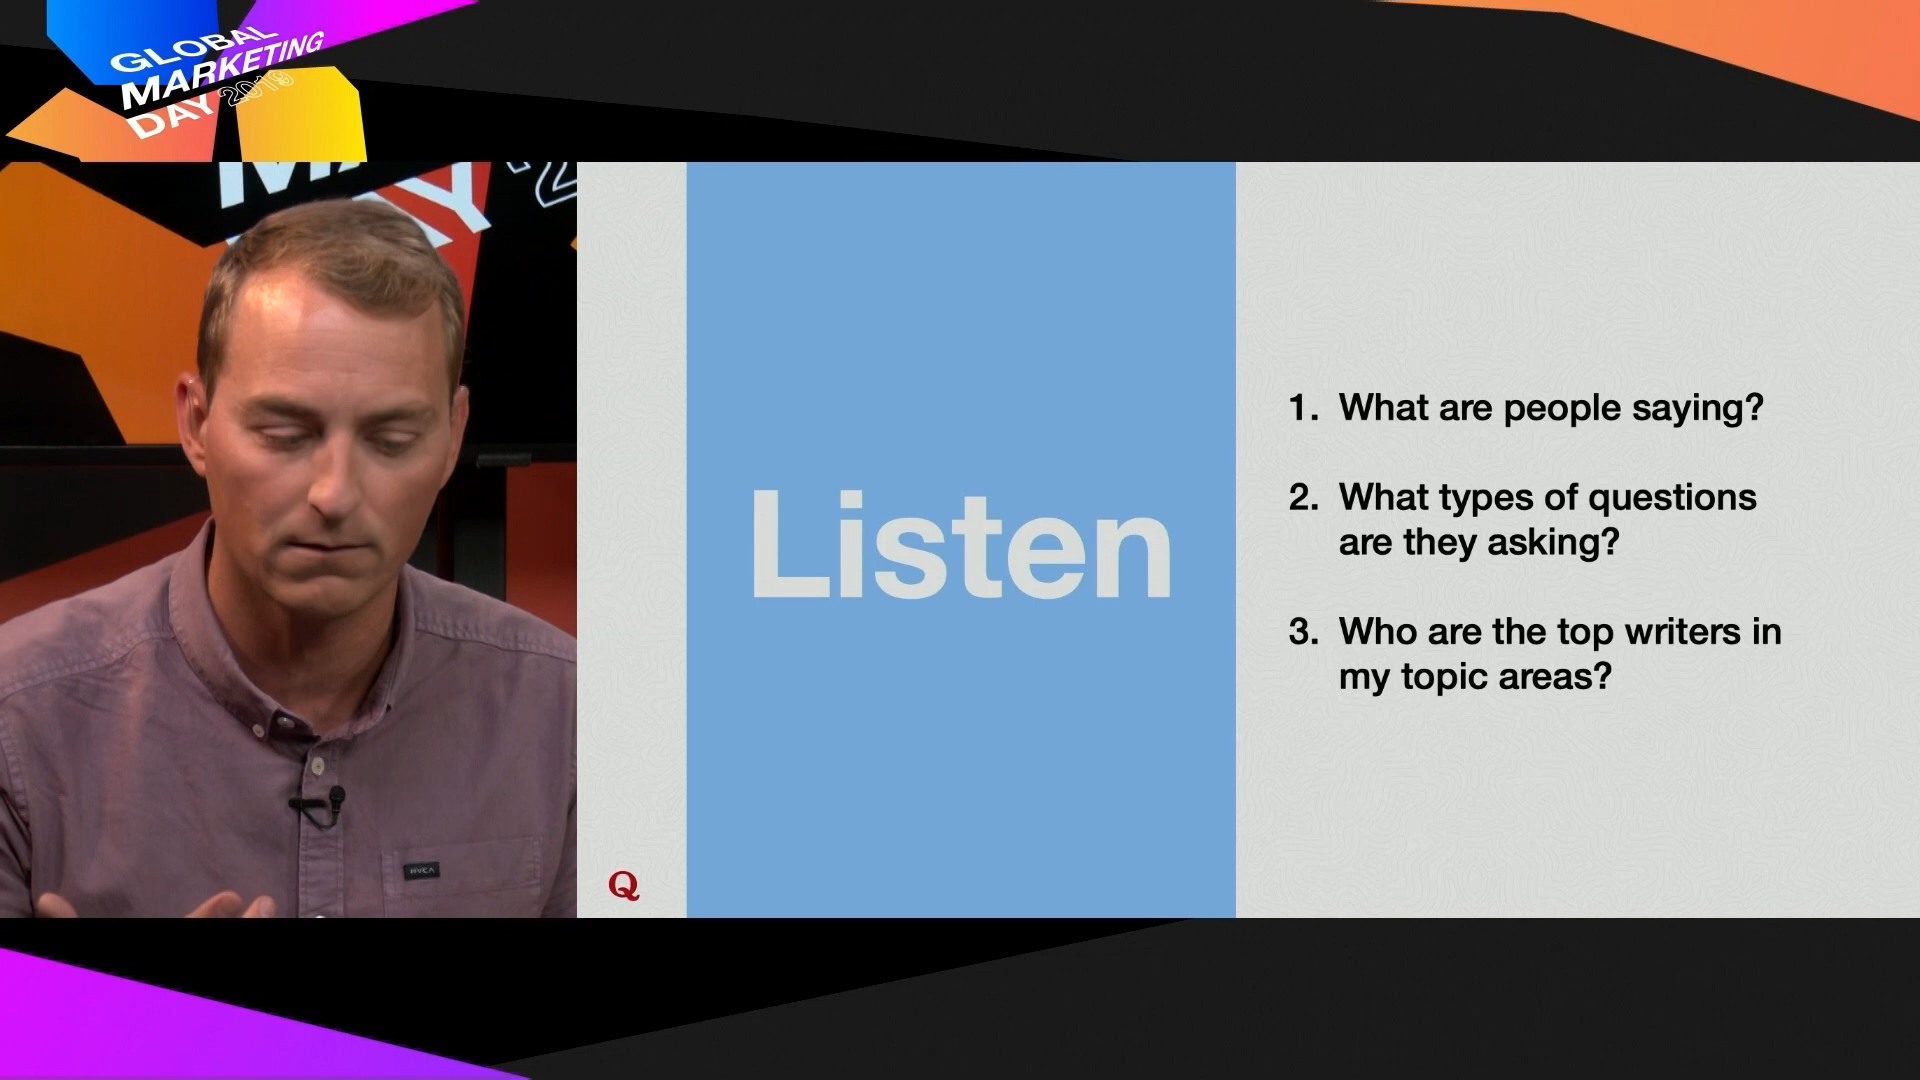 GLOBAL
MARKETING
DAY 2019
Listen
1. What are people saying?
2. What types of questions
are they asking?
3. Who are the top writers in
my topic areas?
RVCA
Q